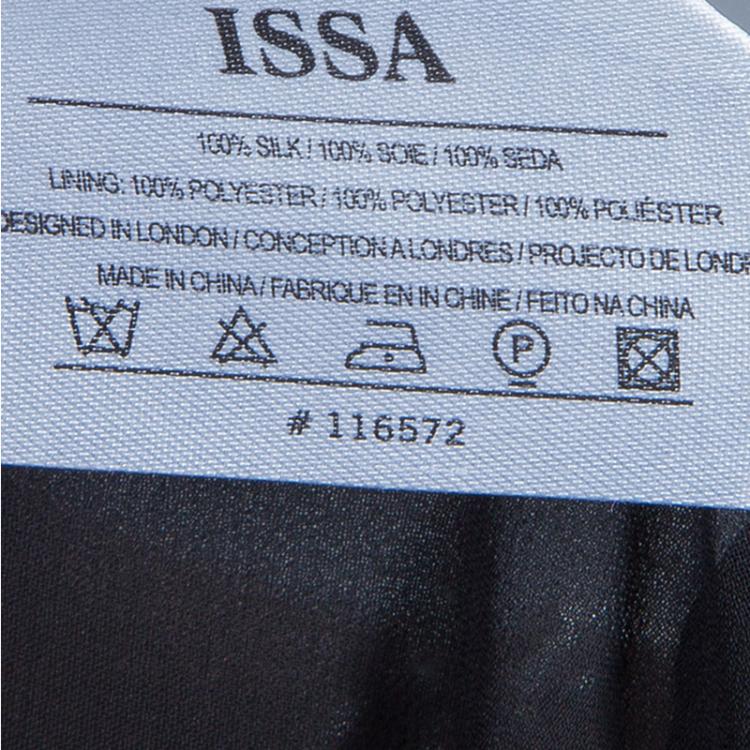 ISSA
100% SILK / 100% SOIE / 100% SEDA
LINING: 100% POLYESTER / 100% POLYESTER / 100% POLIÉSTER
DESIGNED IN LONDON / CONCEPTION A LONDRES / PROJECTO DE LONDR
MADE IN CHINA / FABRIQUE EN IN CHINE / FEITO NA CHINA
P
# 116572